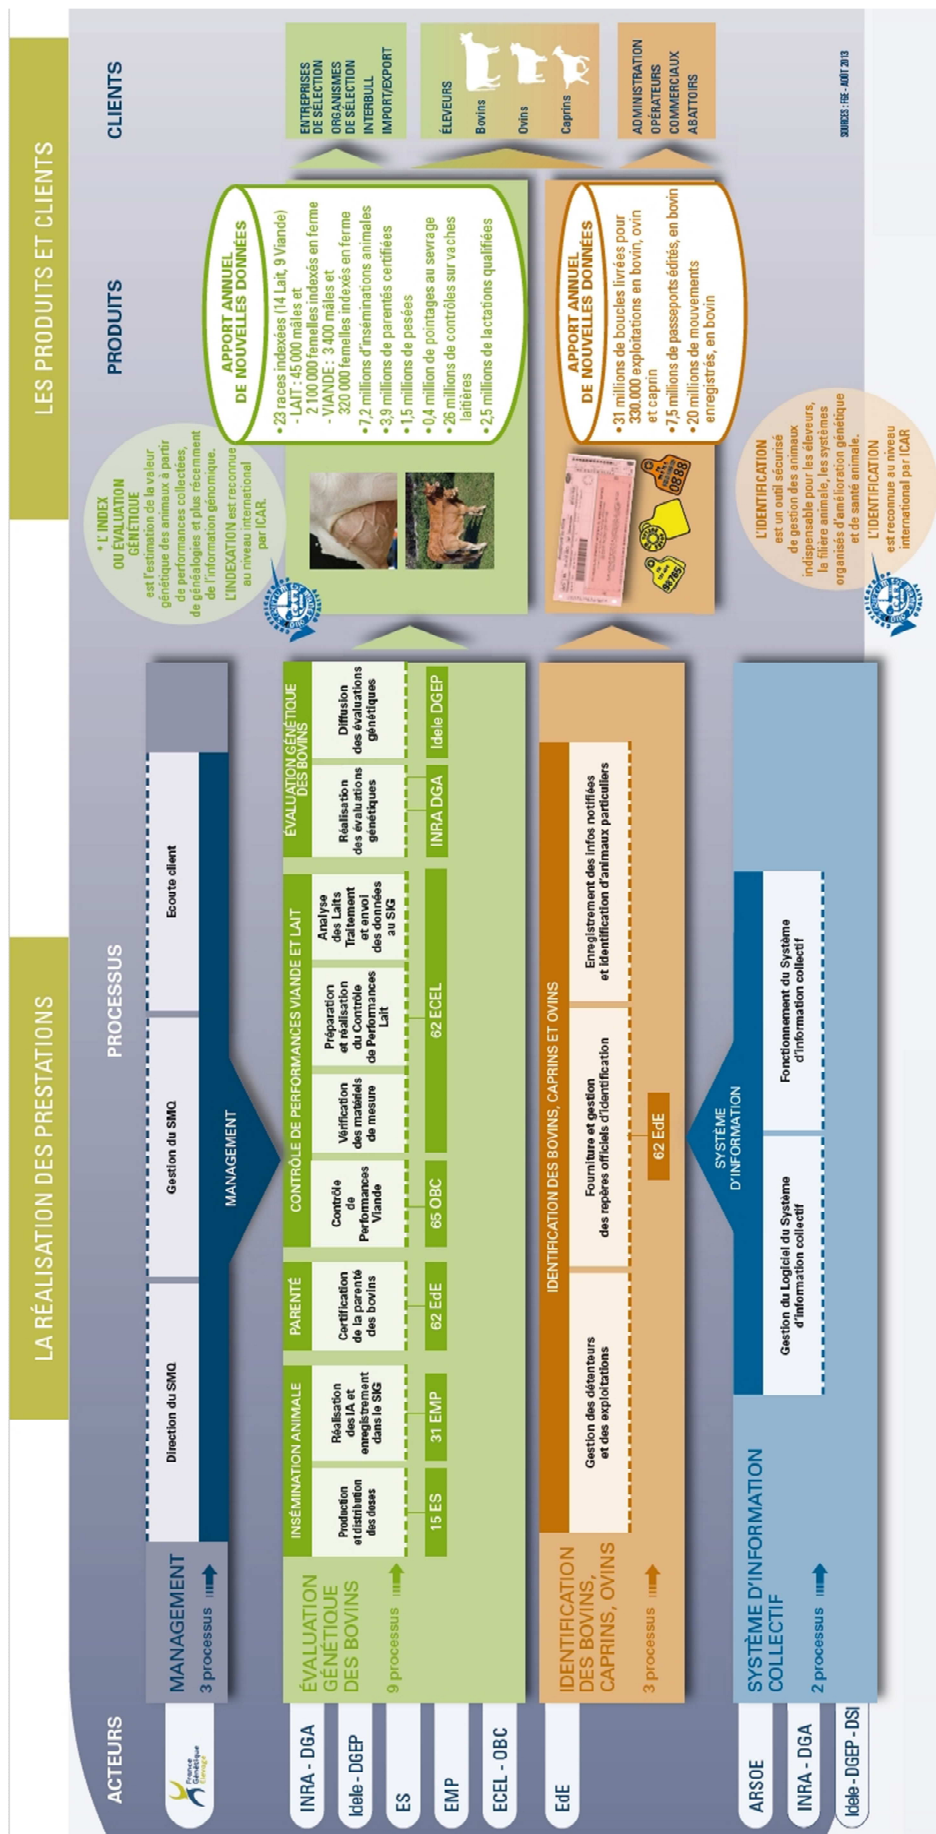 LA RÉALISATION DES PRESTATIONS
LES PRODUITS ET CLIENTS
ACTEURS
PROCESSUS
PRODUITS
CLIENTS
France
Génétique
Elevage
MANAGEMENT
3 processus
Direction du SMQ
Gestion du SMQ
Ecoute client
MANAGEMENT
INRA - DGA
Idele - DGEP
ES
EMP
ECEL - OBC
ÉVALUATION
GÉNÉTIQUE
DES BOVINS
9 processus
INSÉMINATION ANIMALE
Production
et distribution
des doses
15 ES
Réalisation
des IA et
enregistrement
dans le SIG
31 EMP
PARENTÉ
Certification
de la parenté
des bovins
62 EdE
CONTRÔLE DE PERFORMANCES VIANDE ET LAIT
Contrôle
de
Performances
Viande
65 OBC
Vérification
des matériels
de mesure
Préparation
et réalisation
du Contrôle
de Performances
Lait
Analyse
des Laits
Traitement
et envoi
des données
au SIG
62 ECEL
ÉVALUATION GÉNÉTIQUE
DES BOVINS
Réalisation
des évaluations
génétiques
INRA DGA
Diffusion
des évaluations
génétiques
Idele DGEP
* L'INDEX
OU ÉVALUATION
GÉNÉTIQUE
est l'estimation de la valeur
génétique des animaux à partir
de performances collectées,
de généalogies et plus récemment
de l'information génomique.
L'INDEXATION est reconnue
au niveau international
par ICAR.
APPORT ANNUEL
DE NOUVELLES DONNÉES
• 23 races indexées (14 Lait, 9 Viande)
- LAIT : 45 000 mâles et
2 100 000 femelles indexés en ferme
- VIANDE : 3 400 mâles et
320 000 femelles indexés en ferme
• 7,2 millions d'inséminations animales
• 3,9 millions de parentés certifiées
• 1,5 millions de pesées
• 0,4 million de pointages au sevrage
• 26 millions de contrôles sur vaches
laitières
• 2,5 millions de lactations qualifiées
ENTREPRISES
DE SÉLECTION
ORGANISMES
DE SÉLECTION
INTERBULL
IMPORT/EXPORT
ÉLEVEURS
Bovins
Ovins
Caprins
EdE
IDENTIFICATION
DES BOVINS,
CAPRINS, OVINS
3 processus
IDENTIFICATION DES BOVINS, CAPRINS ET OVINS
Gestion des détenteurs
et des exploitations
Fourniture et gestion
des repères officiels d'identification
Enregistrement des infos notifiées
et identification d'animaux particuliers
62 EdE
0888
98765
APPORT ANNUEL
DE NOUVELLES DONNÉES
• 31 millions de boucles livrées pour
330.000 exploitations en bovin, ovin
et caprin
• 7,5 millions de passeports édités, en bovin
• 20 millions de mouvements
enregistrés, en bovin
ADMINISTRATION
OPÉRATEURS
COMMERCIAUX
ABATTOIRS
L'IDENTIFICATION
est un outil sécurisé
de gestion des animaux
indispensable pour les éleveurs,
la filière animale, les systèmes
organisés d'amélioration génétique
et de santé animale.
L'IDENTIFICATION
est reconnue au niveau
international par ICAR
ARSOE
INRA - DGA
Idele - DGEP - DSI
SYSTÈME D'INFORMATION
COLLECTIF
2 processus
SYSTÈME
D'INFORMATION
Gestion du Logiciel du Système
d'information collectif
Fonctionnement du Système
d'information collectif
SOURCES : FGE - AOÛT 2013